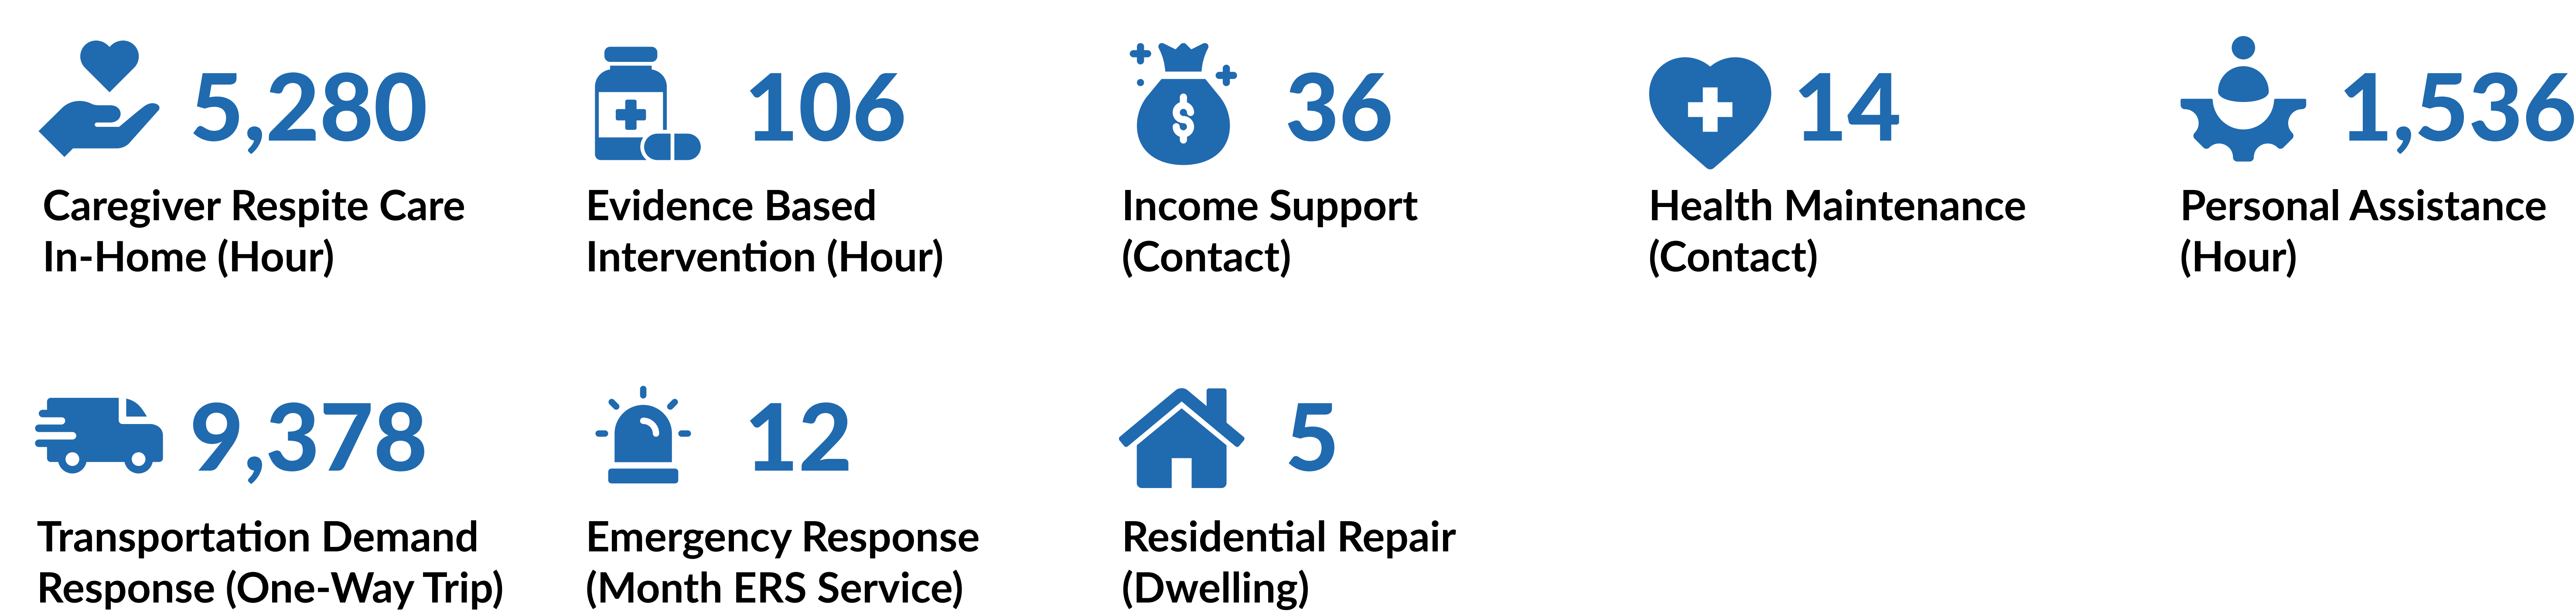 5,280
Caregiver Respite Care
In-Home (Hour)
106
Evidence Based
Intervention (Hour)
$
36
Income Support
(Contact)
14
Health Maintenance
(Contact)
1,536
Personal Assistance
(Hour)
9,378
Transportation Demand
Response (One-Way Trip)
12
Emergency Response
(Month ERS Service)
5
Residential Repair
(Dwelling)